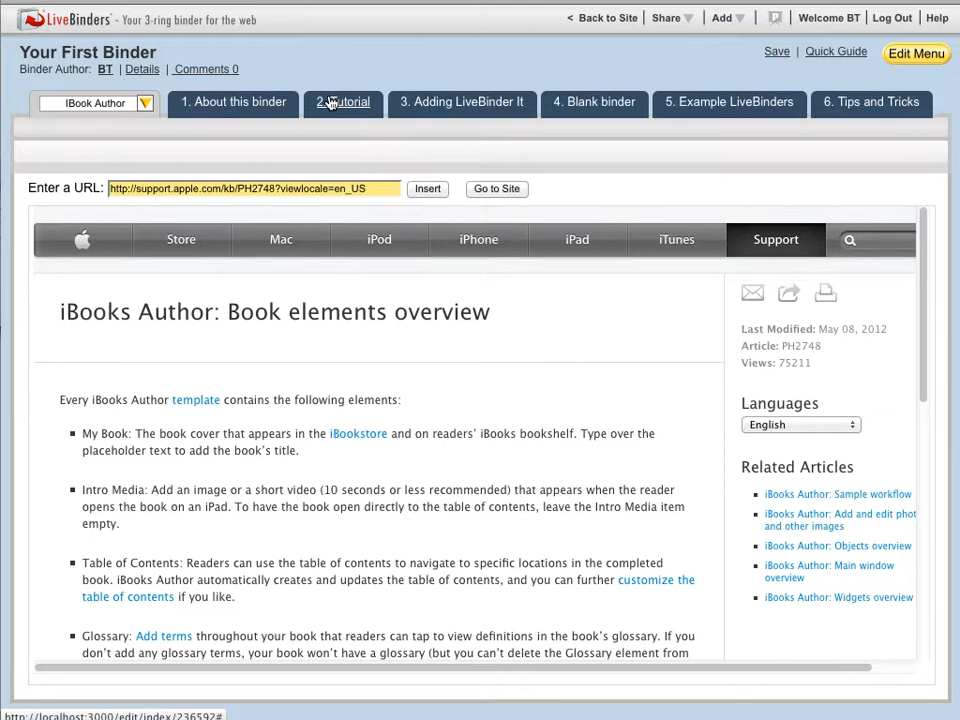 LiveBinders Your 3-ring binder for the web
< Back to Site | Share | Add | | Welcome BT | Log Out | Help
Your First Binder
Save | Quick Guide
Edit Menu
Binder Author: BT | Details | Comments 0
IBook Author
1. About this binder
2. Tutorial
3. Adding LiveBinder It
4. Blank binder
5. Example LiveBinders
6. Tips and Tricks
Enter a URL: http://support.apple.com/kb/PH2748?viewlocale=en_US
Insert
Go to Site
Store
Mac
iPod
iPhone
iPad
iTunes
Support
iBooks Author: Book elements overview
Every iBooks Author template contains the following elements:
My Book: The book cover that appears in the iBookstore and on readers' iBooks bookshelf. Type over the
placeholder text to add the book's title.
Intro Media: Add an image or a short video (10 seconds or less recommended) that appears when the reader
opens the book on an iPad. To have the book open directly to the table of contents, leave the Intro Media item
empty.
Table of Contents: Readers can use the table of contents to navigate to specific locations in the completed
book. iBooks Author automatically creates and updates the table of contents, and you can further customize the
table of contents if you like.
Glossary: Add terms throughout your book that readers can tap to view definitions in the book's glossary. If you
don't add any glossary terms, your book won't have a glossary (but you can't delete the Glossary element from
Last Modified: May 08, 2012
Article: PH2748
Views: 75211
Languages
English
Related Articles
iBooks Author: Sample workflow
iBooks Author: Add and edit phot
and other images
iBooks Author: Objects overview
iBooks Author: Main window
overview
iBooks Author: Widgets overview
http://localhost:3000/edit/index/236592#